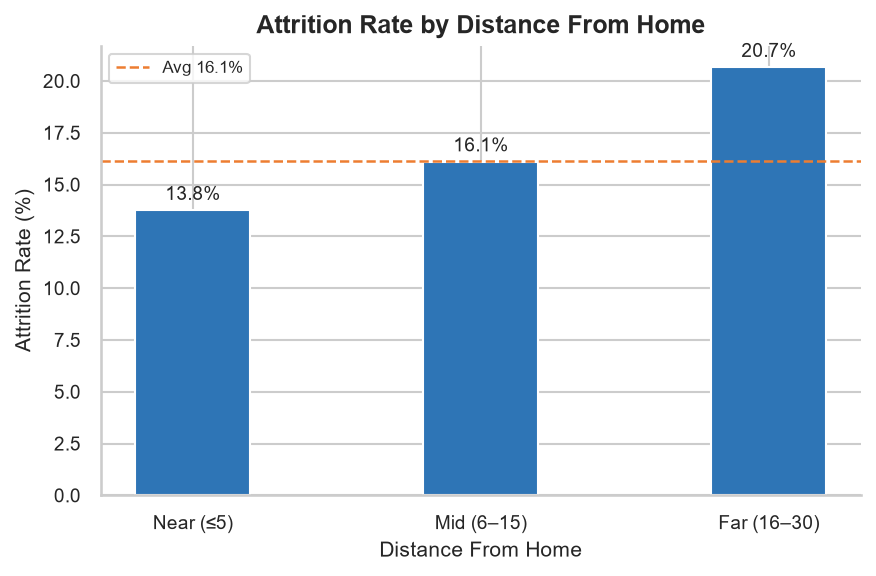 Attrition Rate by Distance From Home
Avg 16.1%
20.7%
16.1%
13.8%
Attrition Rate (%)
20.0
17.5
15.0
12.5
10.0
7.5
5.0
2.5
0.0
Near (≤5)
Mid (6–15)
Far (16–30)
Distance From Home